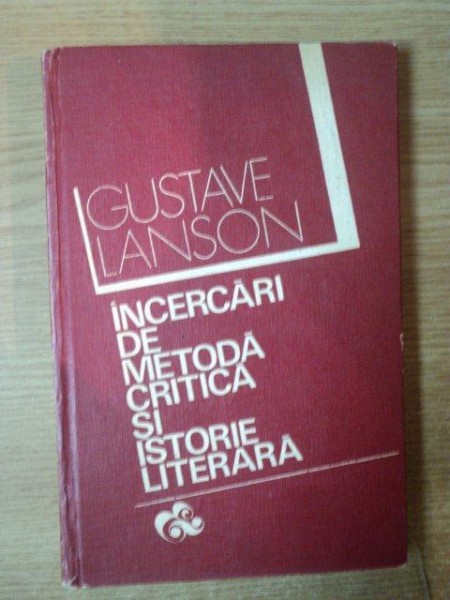 GUSTAVE
LANSON
ÎNCERCĂRI
DE
METODĂ
CRITICĂ
ȘI
ISTORIE
LITERARĂ